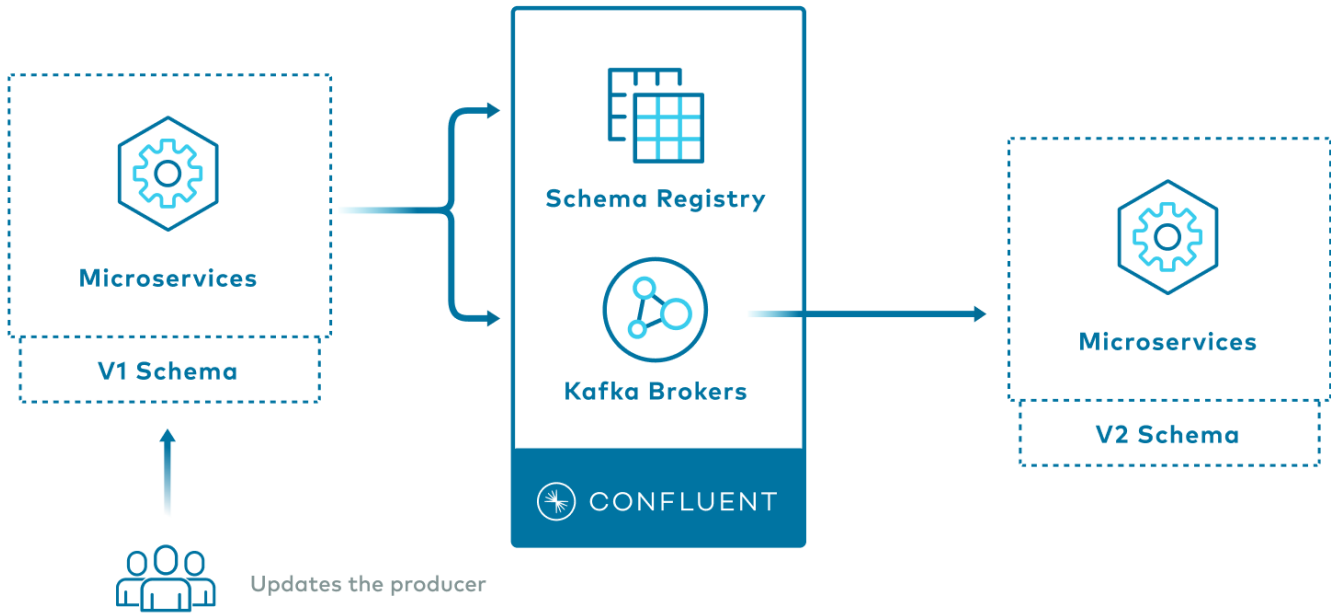 Microservices
V1 Schema
Updates the producer
Schema Registry
Kafka Brokers
CONFLUENT
Microservices
V2 Schema